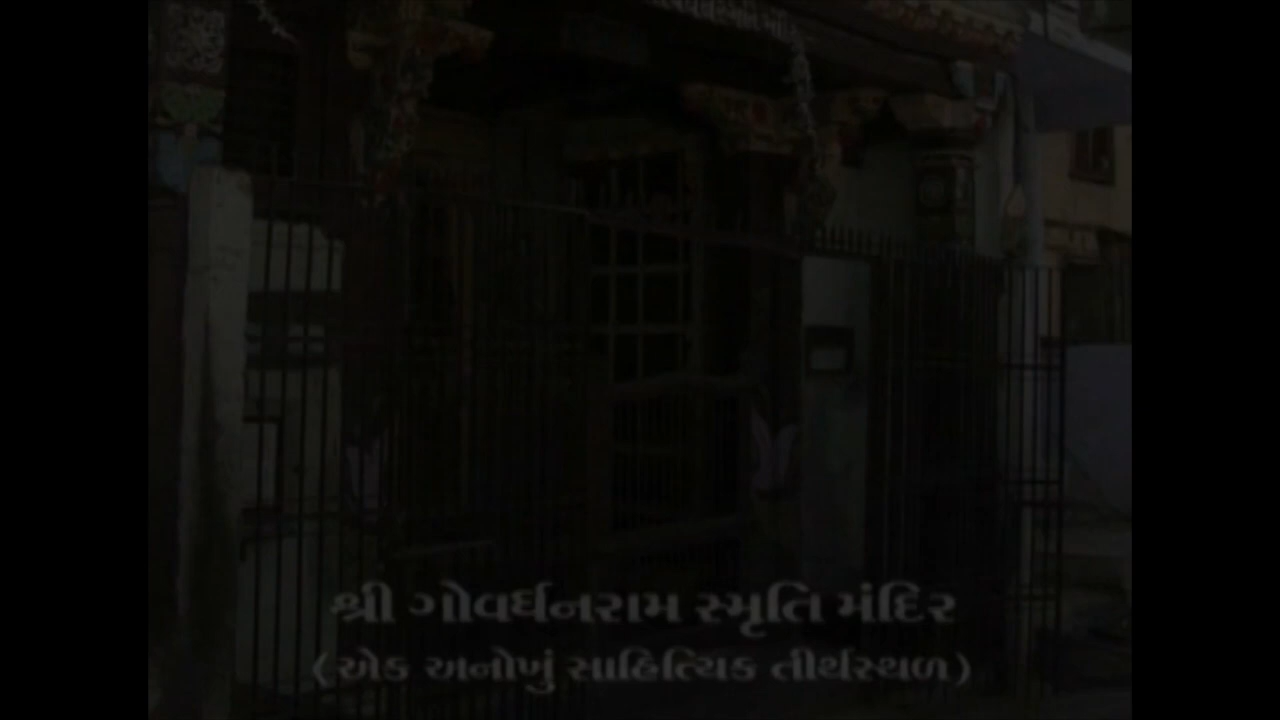 શ્રી ગોવર્ધનરામ સ્મૃતિ મંદિર
(એક અનોખું સાહિત્યિક તીર્થસ્થળ)